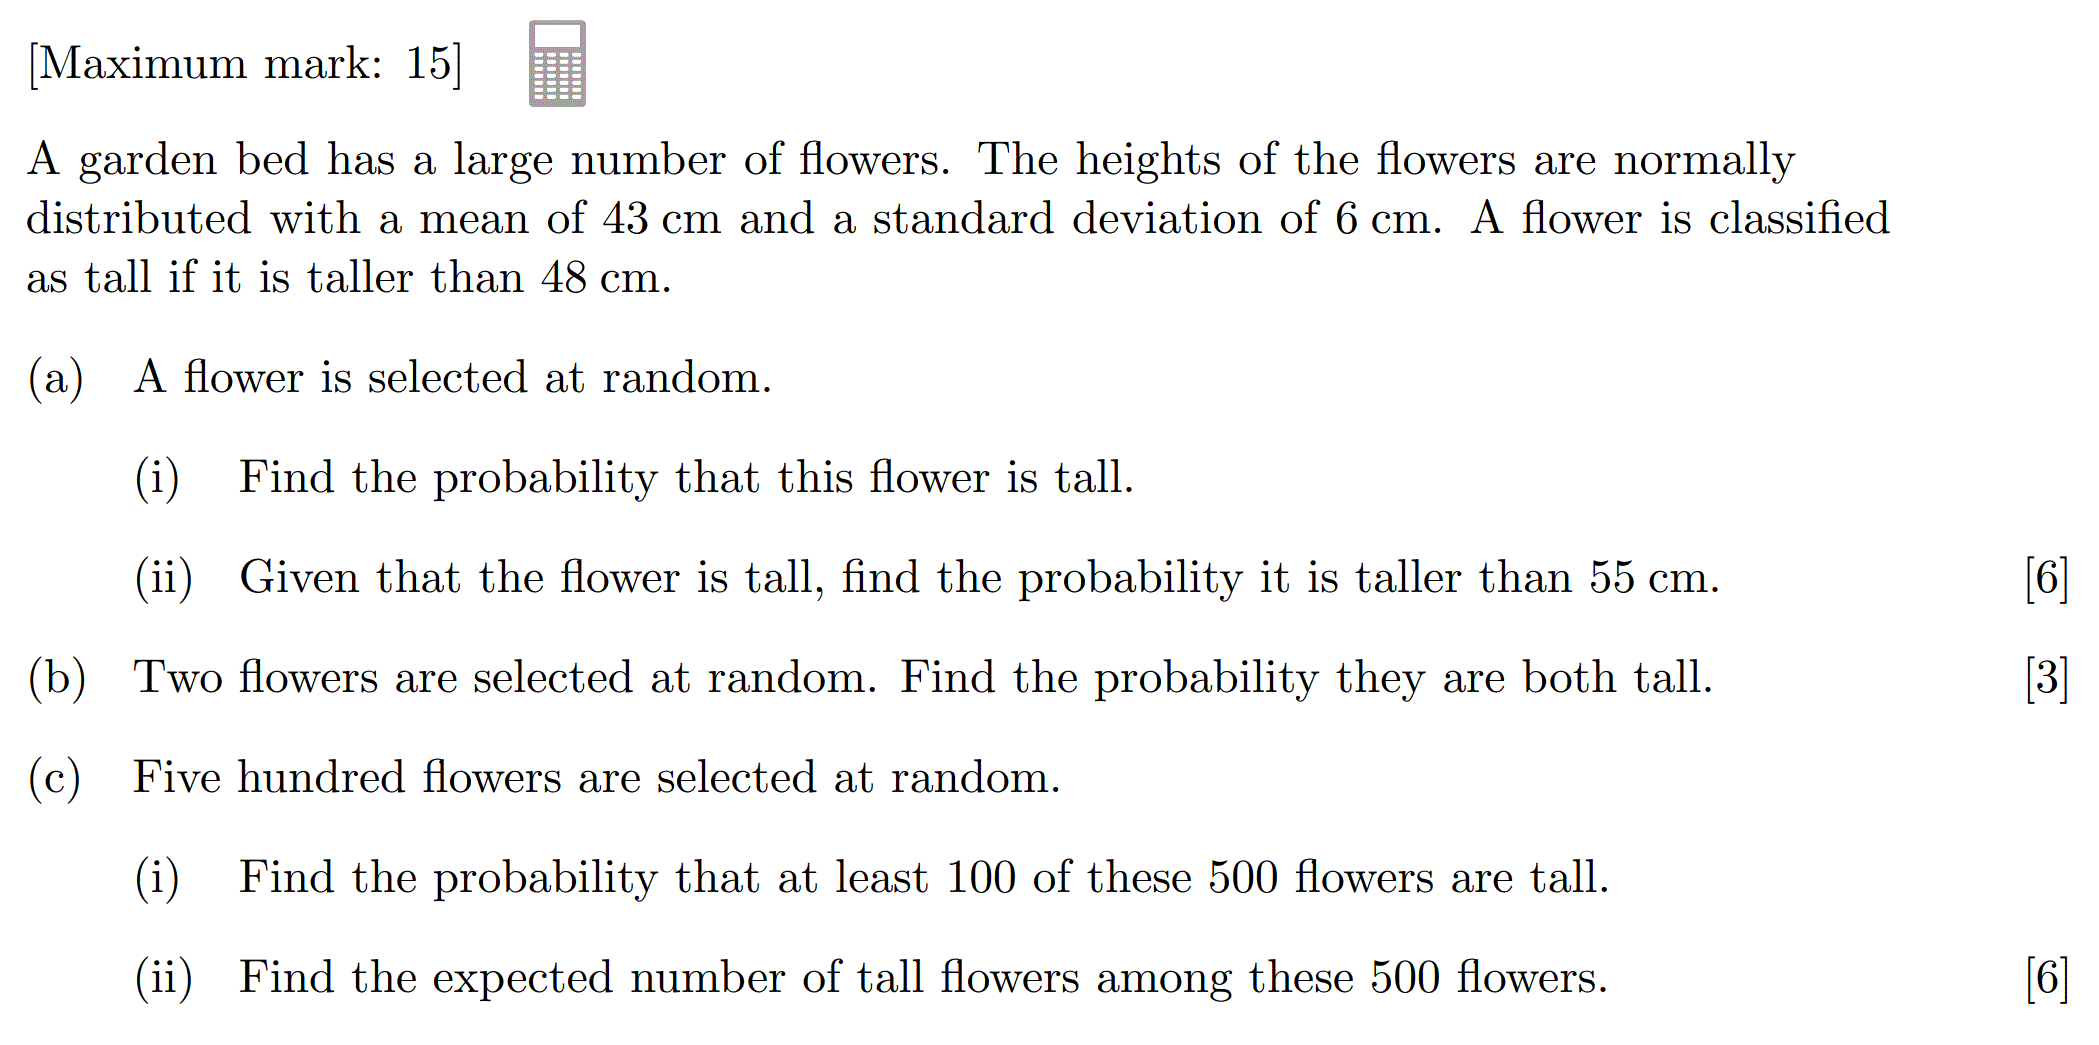 [Maximum mark: 15]
A garden bed has a large number of flowers. The heights of the flowers are normally
distributed with a mean of 43 cm and a standard deviation of 6 cm. A flower is classified
as tall if it is taller than 48 cm.
(a) A flower is selected at random.
(i) Find the probability that this flower is tall.
(ii) Given that the flower is tall, find the probability it is taller than 55 cm. [6]
(b) Two flowers are selected at random. Find the probability they are both tall. [3]
(c) Five hundred flowers are selected at random.
(i) Find the probability that at least 100 of these 500 flowers are tall.
(ii) Find the expected number of tall flowers among these 500 flowers. [6]